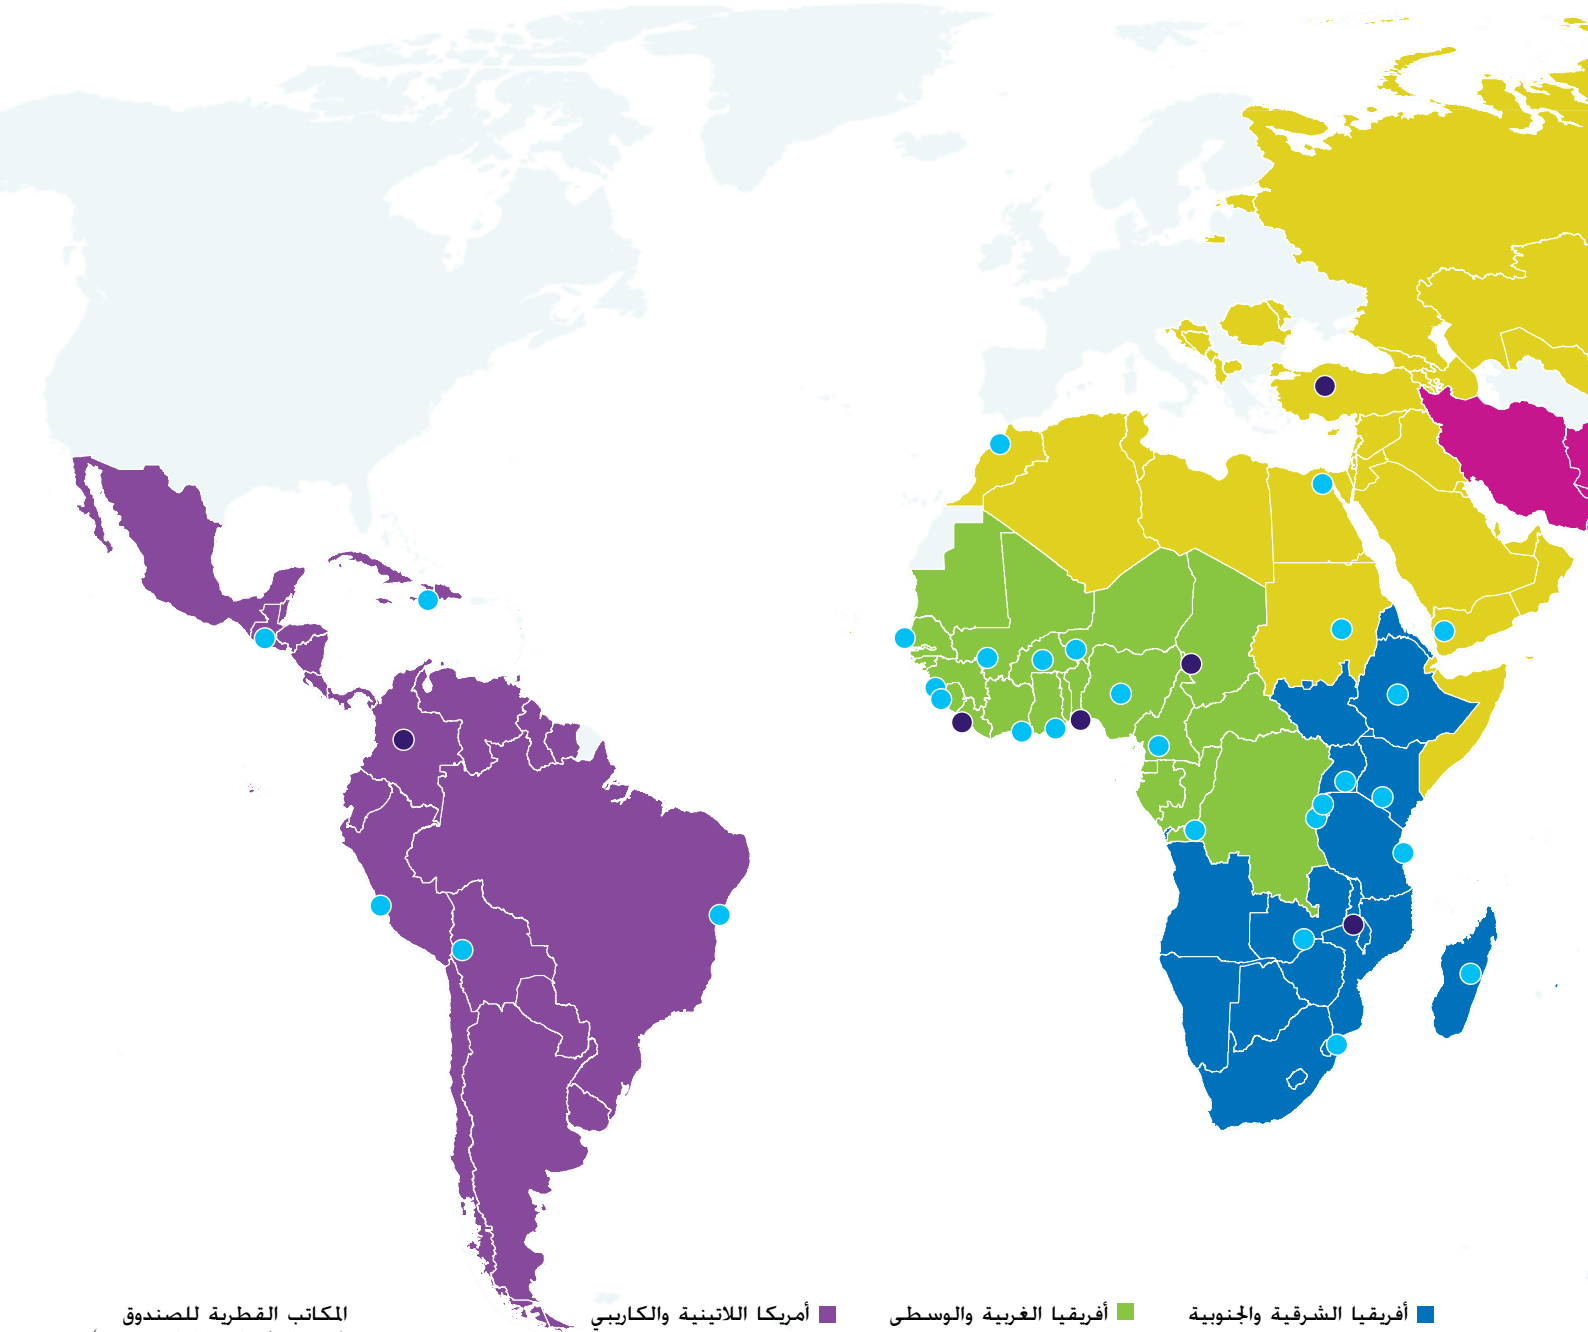 أفريقيا الشرقية والجنوبية
أفريقيا الغربية والوسطى
أمريكا اللاتينية والكاريبي
المكاتب القطرية للصندوق